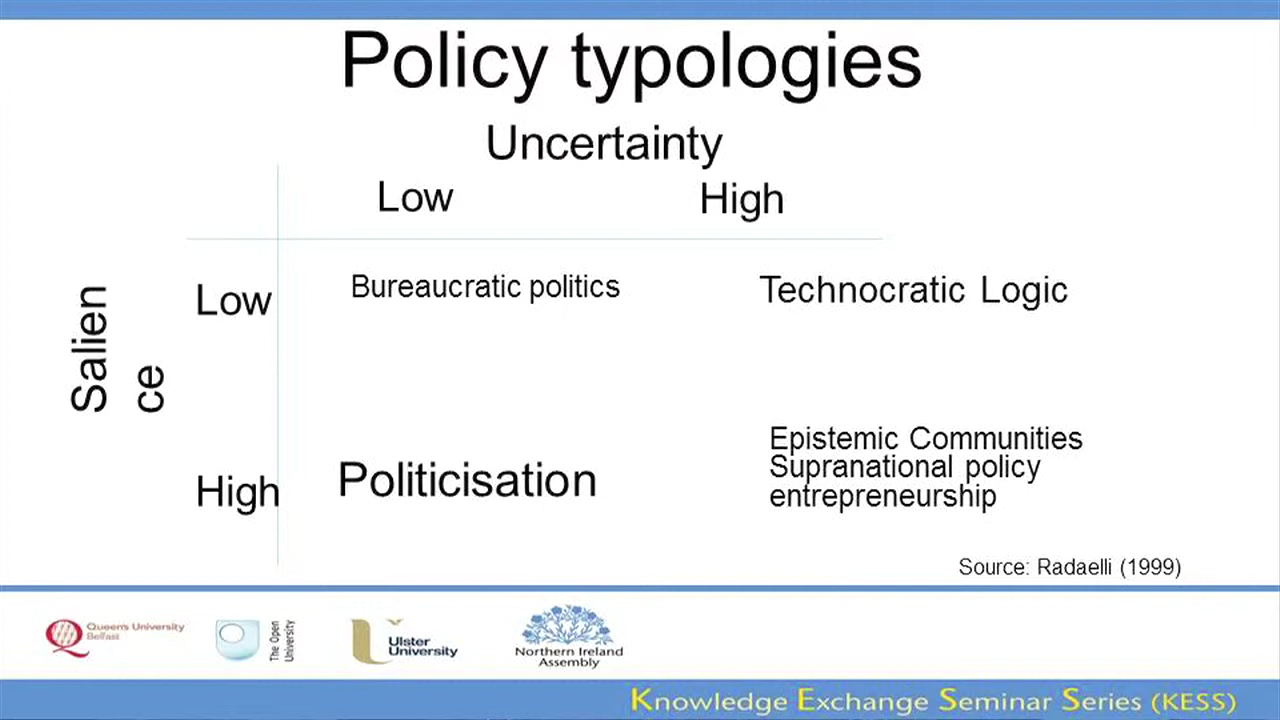 Policy typologies
Uncertainty
Low High
Low Bureaucratic politics Technocratic Logic
Salien
ce
High Politicisation
Epistemic Communities
Supranational policy
entrepreneurship
Source: Radaelli (1999)
Queen's University
Belfast
The Open
University
Ulster
University
Northern Ireland
Assembly
Knowledge Exchange Seminar Series (KESS)